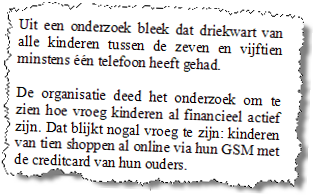 Uit een onderzoek bleek dat driekwart van
alle kinderen tussen de zeven en vijftien
minstens één telefoon heeft gehad.
De organisatie deed het onderzoek om te
zien hoe vroeg kinderen al financieel actief
zijn. Dat blijkt nogal vroeg te zijn: kinderen
van tien shoppen al online via hun GSM met
de creditcard van hun ouders.